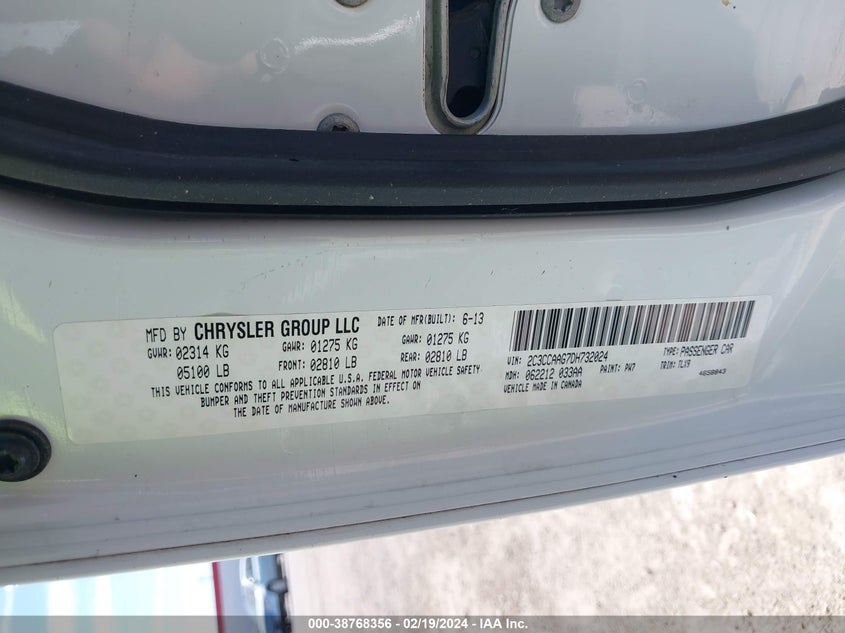 MFD BY CHRYSLER GROUP LLC DATE OF MFR(BUILT): 6-13
GVWR: 02314 KG GAWR: 01275 KG GAWR: 01275 KG
05100 LB FRONT: 02810 LB REAR: 02810 LB
THIS VEHICLE CONFORMS TO ALL APPLICABLE U.S.A. FEDERAL MOTOR VEHICLE SAFETY
BUMPER AND THEFT PREVENTION STANDARDS IN EFFECT ON
THE DATE OF MANUFACTURE SHOWN ABOVE.
VIN: 2C3CCAAG7DH732024 TYPE: PASSENGER CAR
MDH: 062212 033AA PAINT: PW7 TRIM: TLX9
VEHICLE MADE IN CANADA 4658843
000-38768356 - 02/19/2024 - IAA Inc.